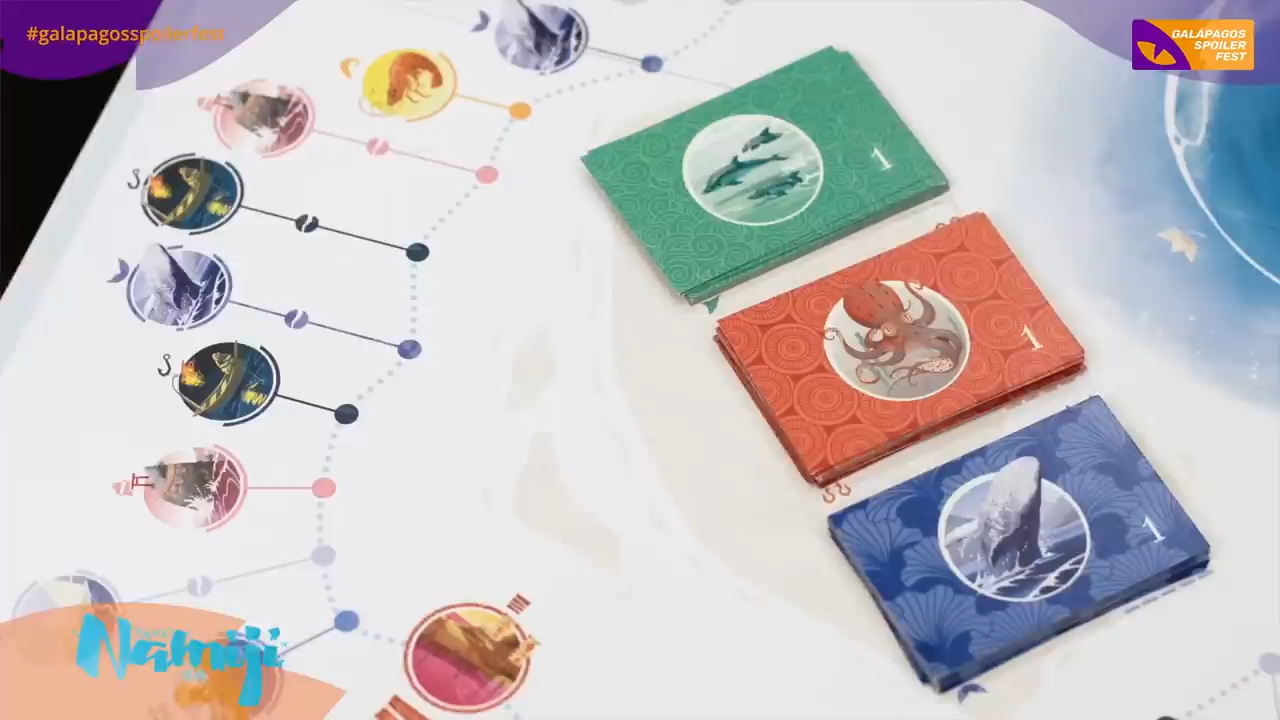 #galapagosspoilerfest
GALÁPAGOS
SPOILER
FEST
1
1
1
Namiji